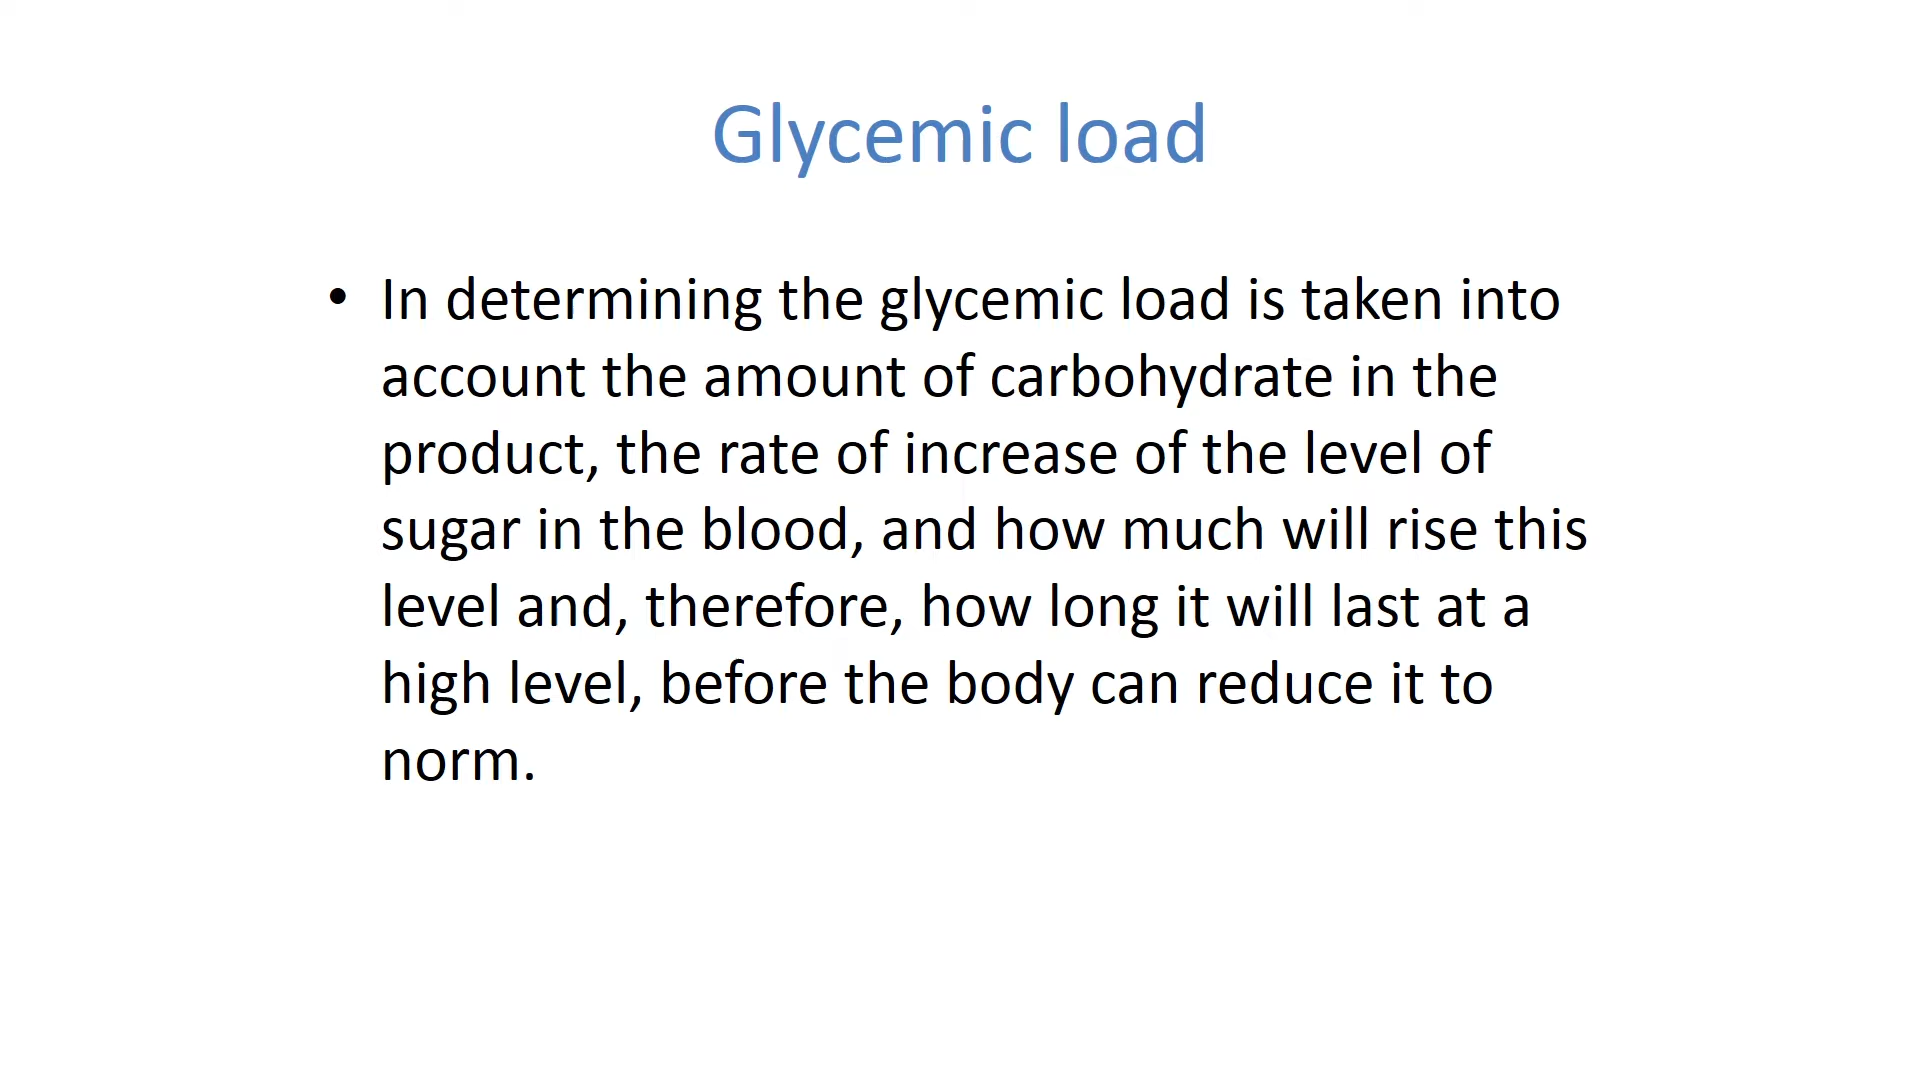 Glycemic load
• In determining the glycemic load is taken into
account the amount of carbohydrate in the
product, the rate of increase of the level of
sugar in the blood, and how much will rise this
level and, therefore, how long it will last at a
high level, before the body can reduce it to
norm.